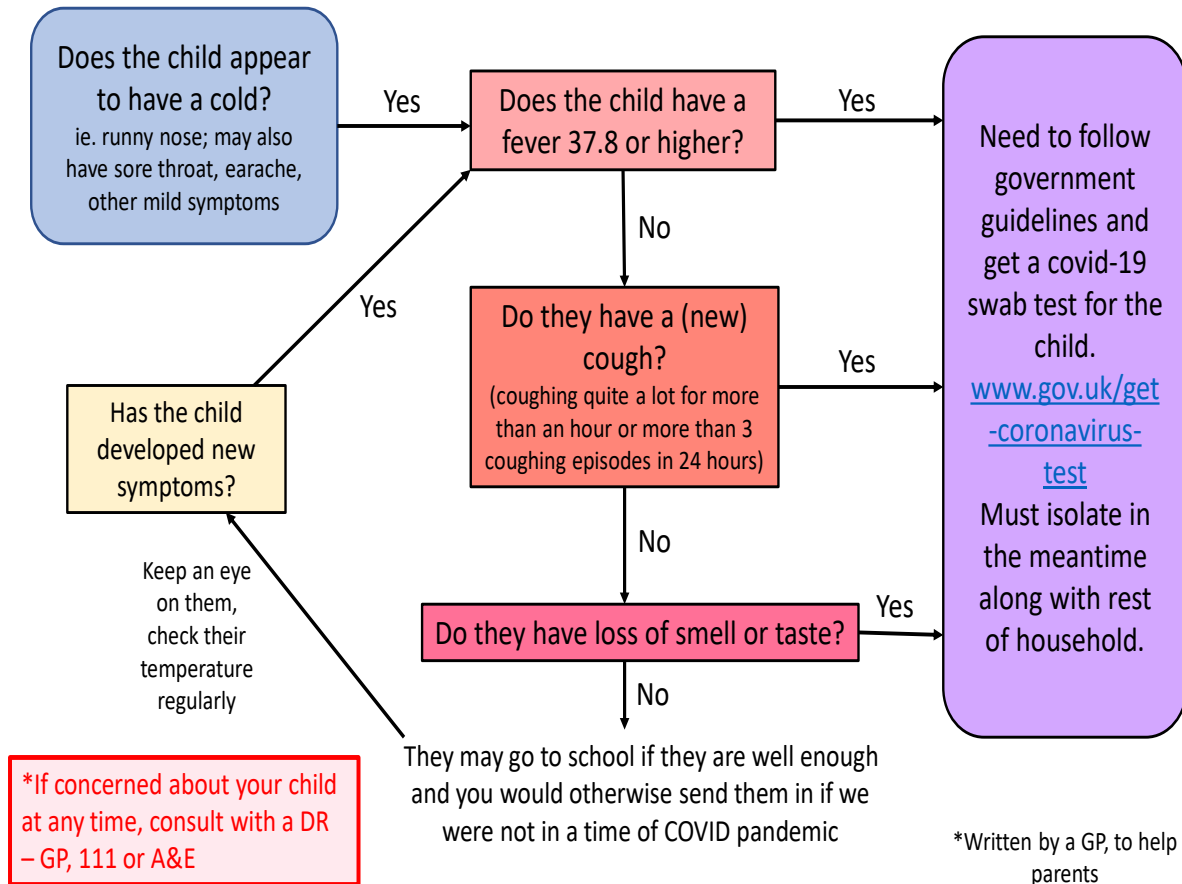 Does the child appear
to have a cold?
ie. runny nose; may also
have sore throat, earache,
other mild symptoms
Yes
Does the child have a
fever 37.8 or higher?
Yes
Need to follow
government
guidelines and
get a covid-19
swab test for the
child.
www.gov.uk/get
-coronavirus-
test
Must isolate in
the meantime
along with rest
of household.
No
Yes
Do they have a (new)
cough?
(coughing quite a lot for more
than an hour or more than 3
coughing episodes in 24 hours)
Yes
Has the child
developed new
symptoms?
No
Keep an eye
on them,
check their
temperature
regularly
Do they have loss of smell or taste?
Yes
No
They may go to school if they are well enough
and you would otherwise send them in if we
were not in a time of COVID pandemic
*If concerned about your child
at any time, consult with a DR
– GP, 111 or A&E
*Written by a GP, to help
parents